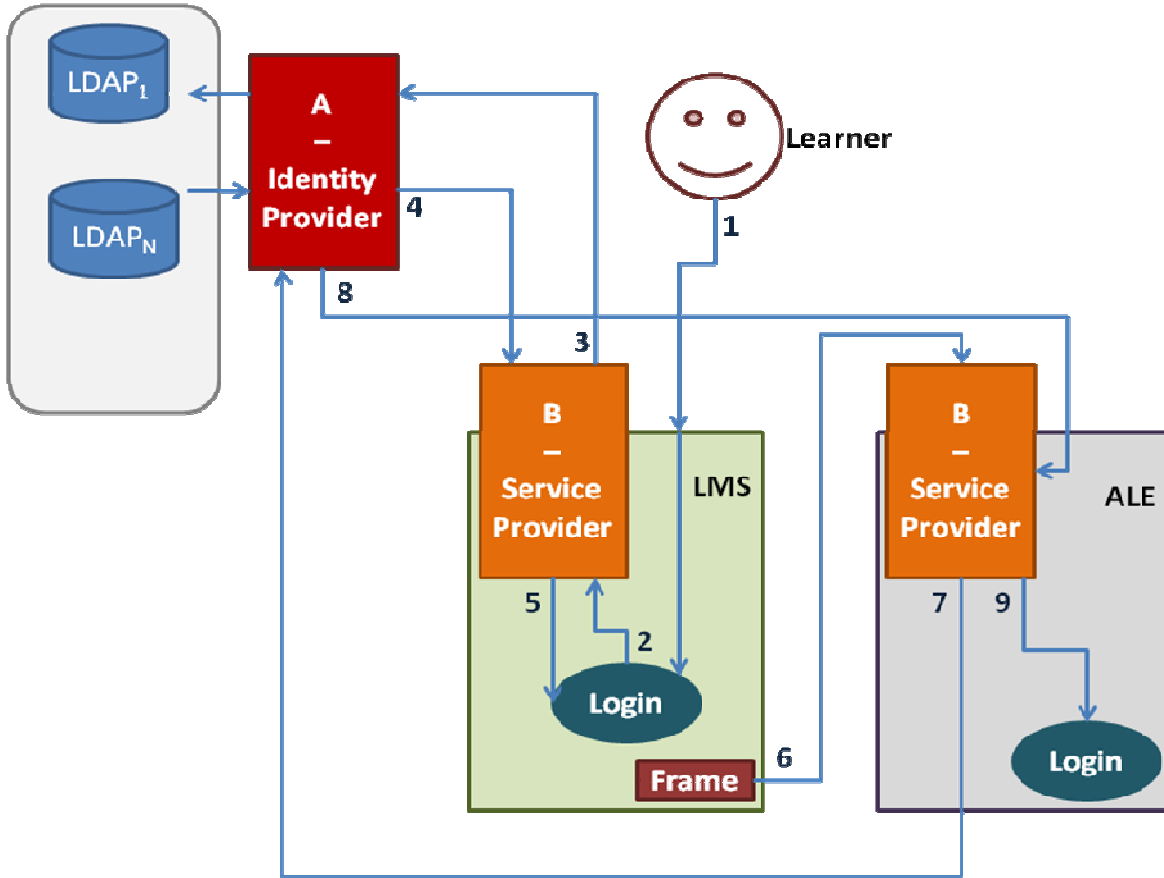 LDAP1
LDAPN
A
–
Identity
Provider
Learner
1
4
8
3
B
–
Service
Provider
LMS
5
2
Login
Frame
6
B
–
Service
Provider
ALE
7
9
Login